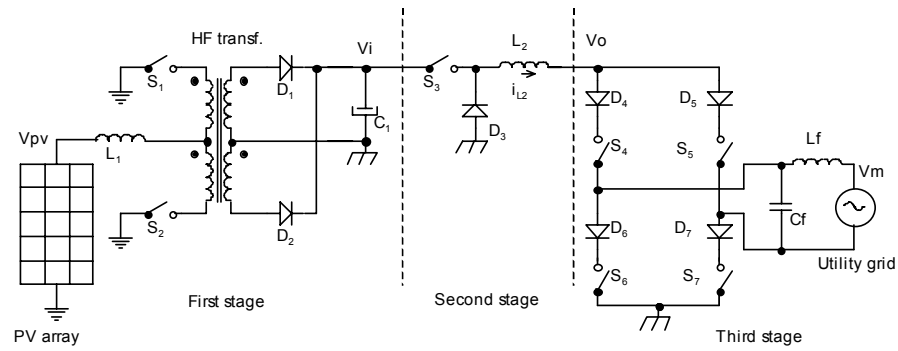 HF transf.
S1
D1
Vi
C1
S3
L2
iL2
D3
Vo
D4
D5
S4
S5
Lf
Vm
Vpv
L1
S2
D2
Cf
D6
D7
S6
S7
Utility grid
First stage
Second stage
Third stage
PV array